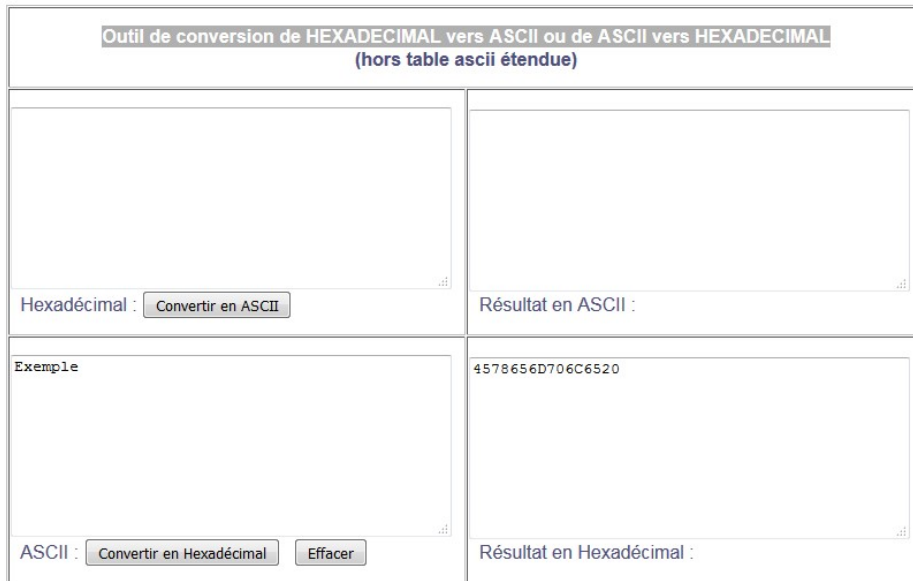 Outil de conversion de HEXADECIMAL vers ASCII ou de ASCII vers HEXADECIMAL
(hors table ascii étendue)
Hexadécimal : Convertir en ASCII
Résultat en ASCII :
Exemple
4578656D706C6520
ASCII : Convertir en Hexadécimal Effacer
Résultat en Hexadécimal :